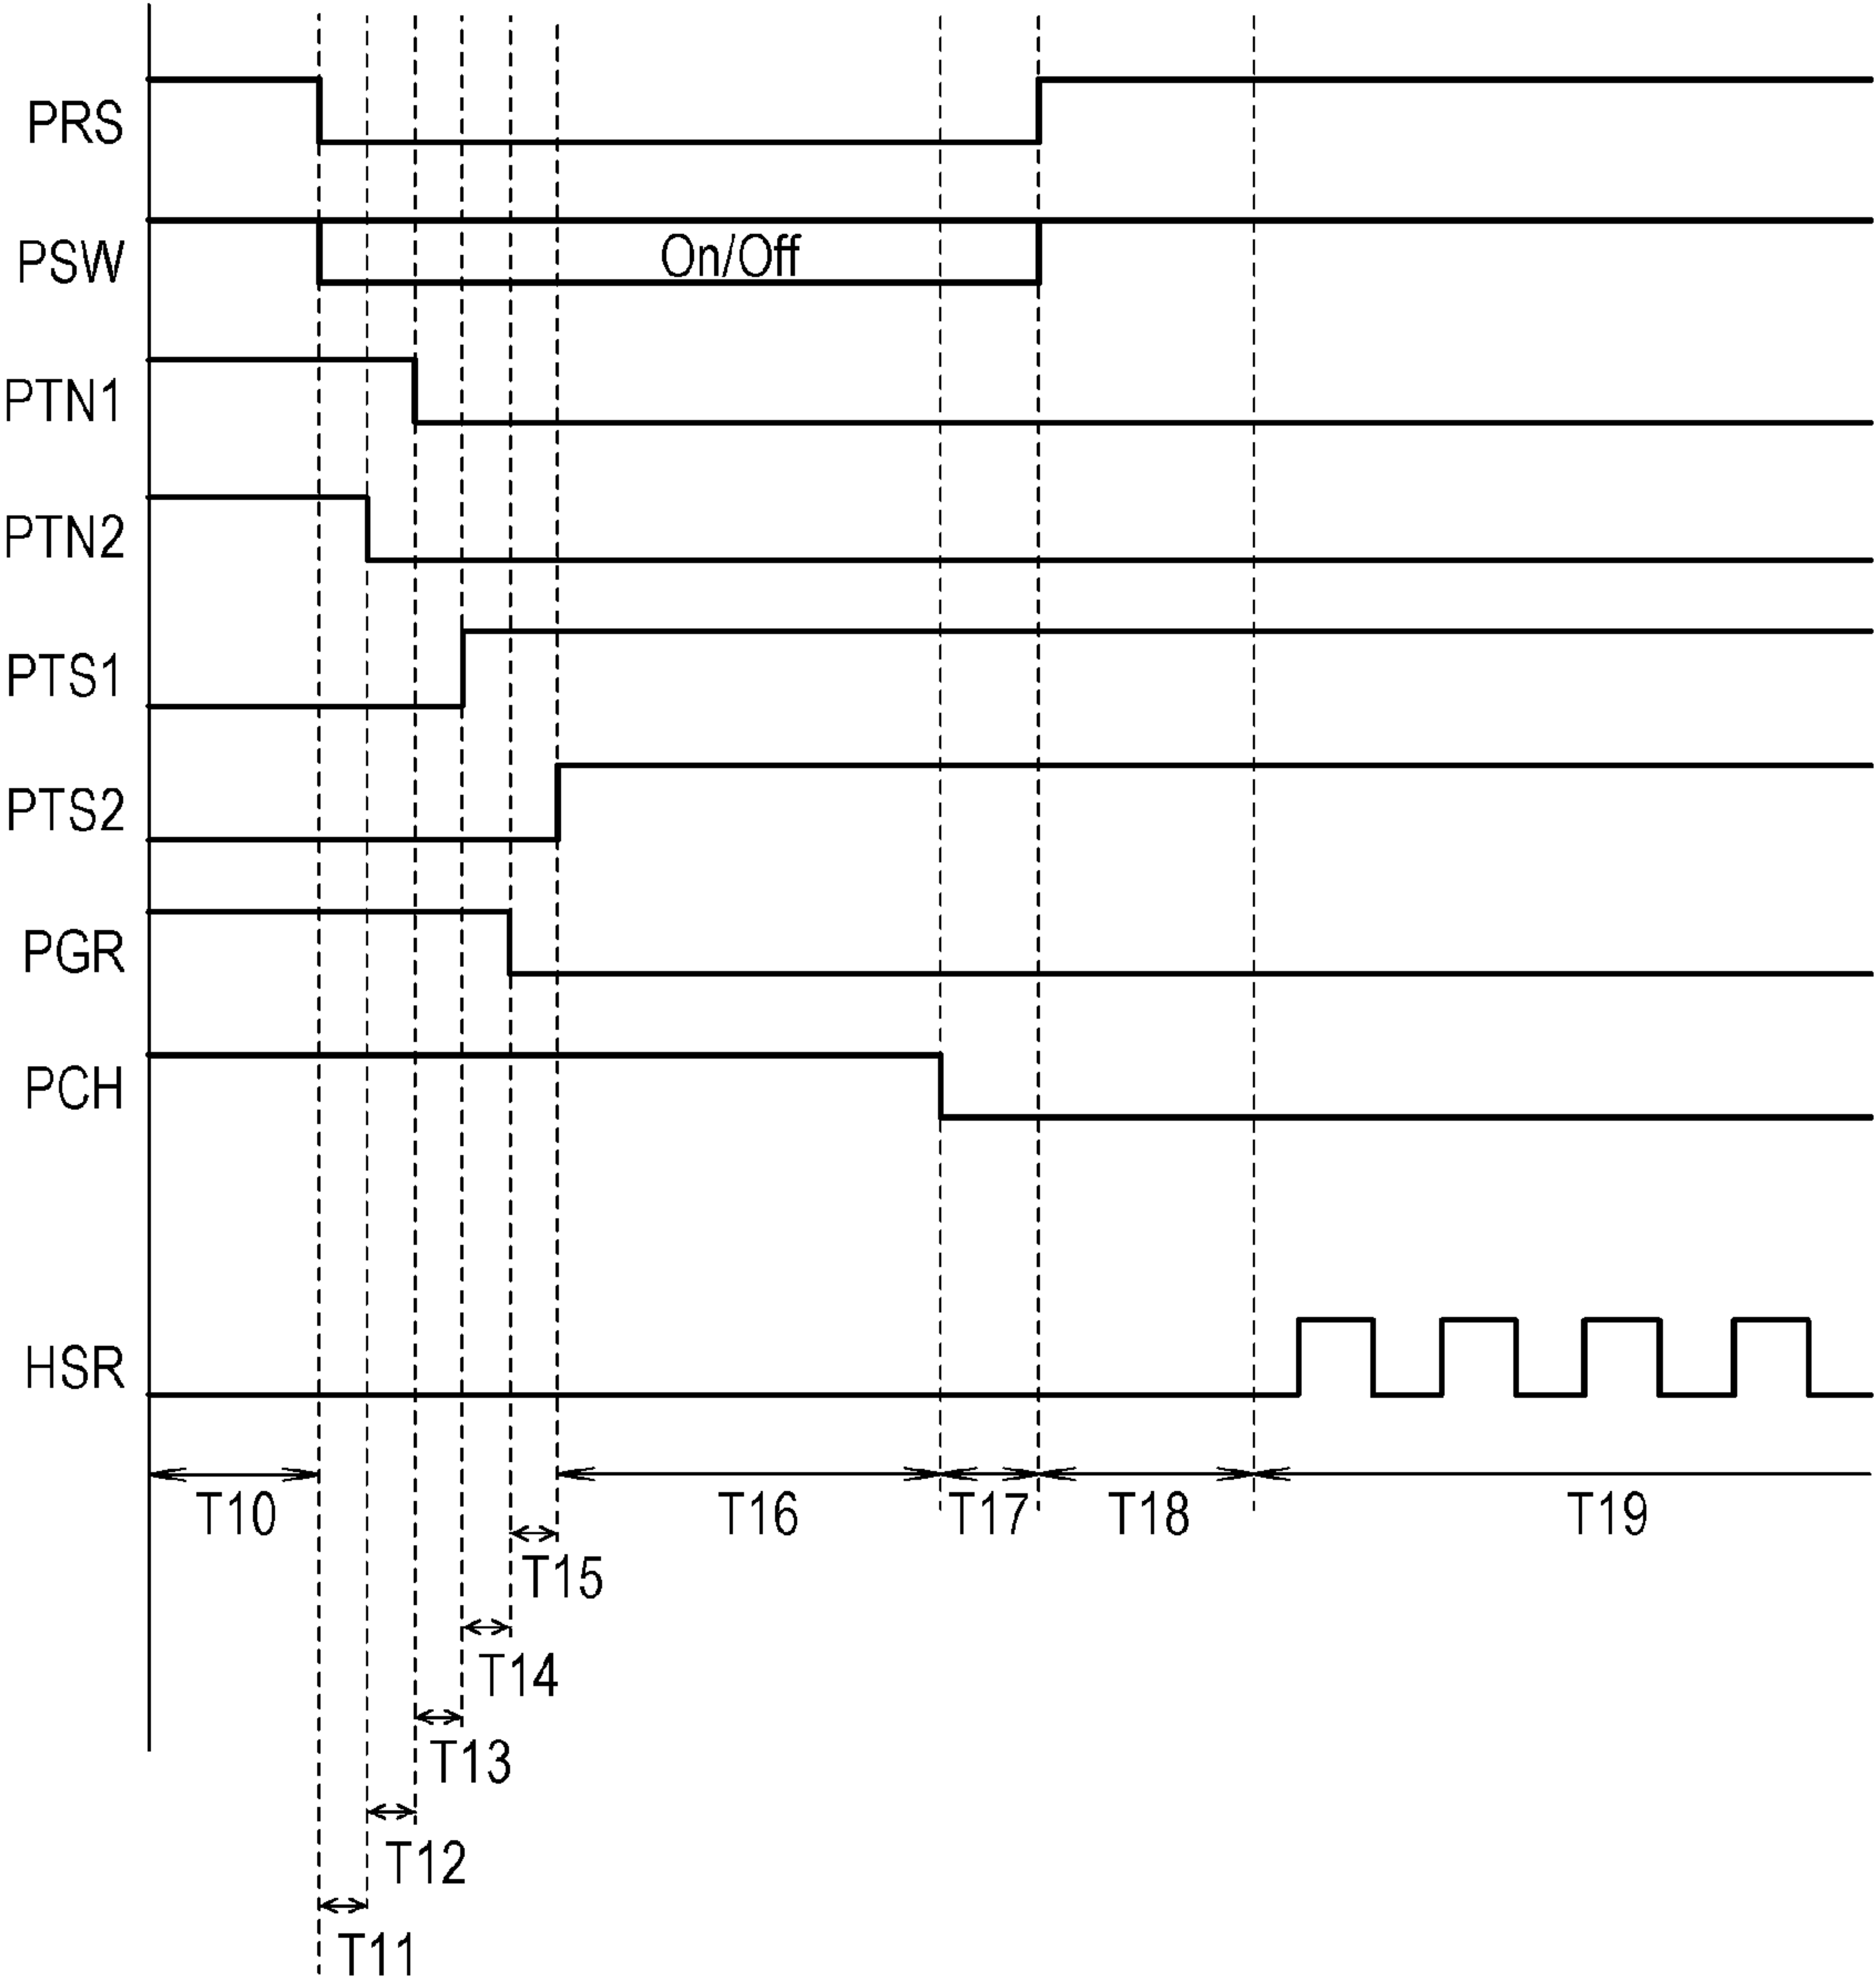 PRS
PSW
On/Off
PTN1
PTN2
PTS1
PTS2
PGR
PCH
HSR
T10
T16
T17
T18
T19
T15
T14
T13
T12
T11